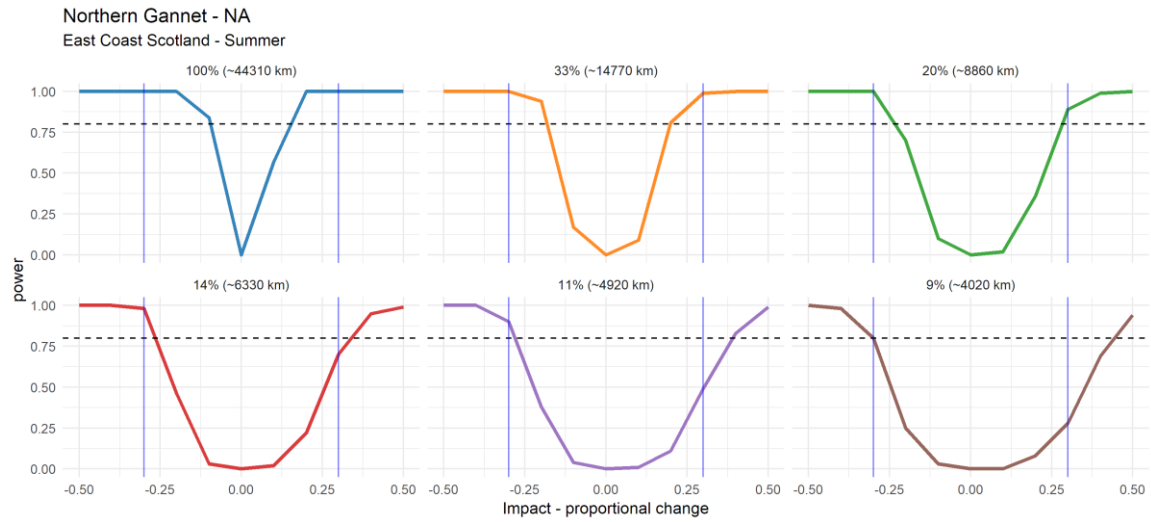 Northern Gannet - NA
East Coast Scotland - Summer
100% (~44310 km) 33% (~14770 km) 20% (~8860 km)
1.00
0.75
0.50
0.25
0.00
power
14% (~6330 km) 11% (~4920 km) 9% (~4020 km)
1.00
0.75
0.50
0.25
0.00
-0.50 -0.25 0.00 0.25 0.50 -0.50 -0.25 0.00 0.25 0.50 -0.50 -0.25 0.00 0.25 0.50
Impact - proportional change